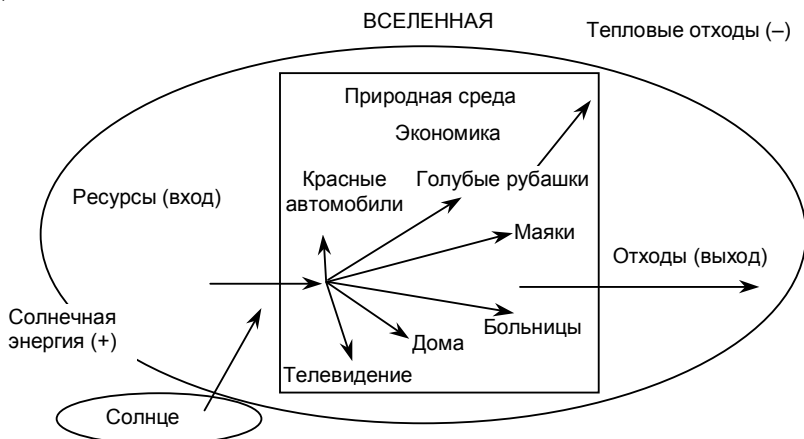 ВСЕЛЕННАЯ
Тепловые отходы (–)
Природная среда
Экономика
Красные
автомобили
Голубые рубашки
Ресурсы (вход)
Маяки
Отходы (выход)
Солнечная
энергия (+)
Больницы
Дома
Телевидение
Солнце